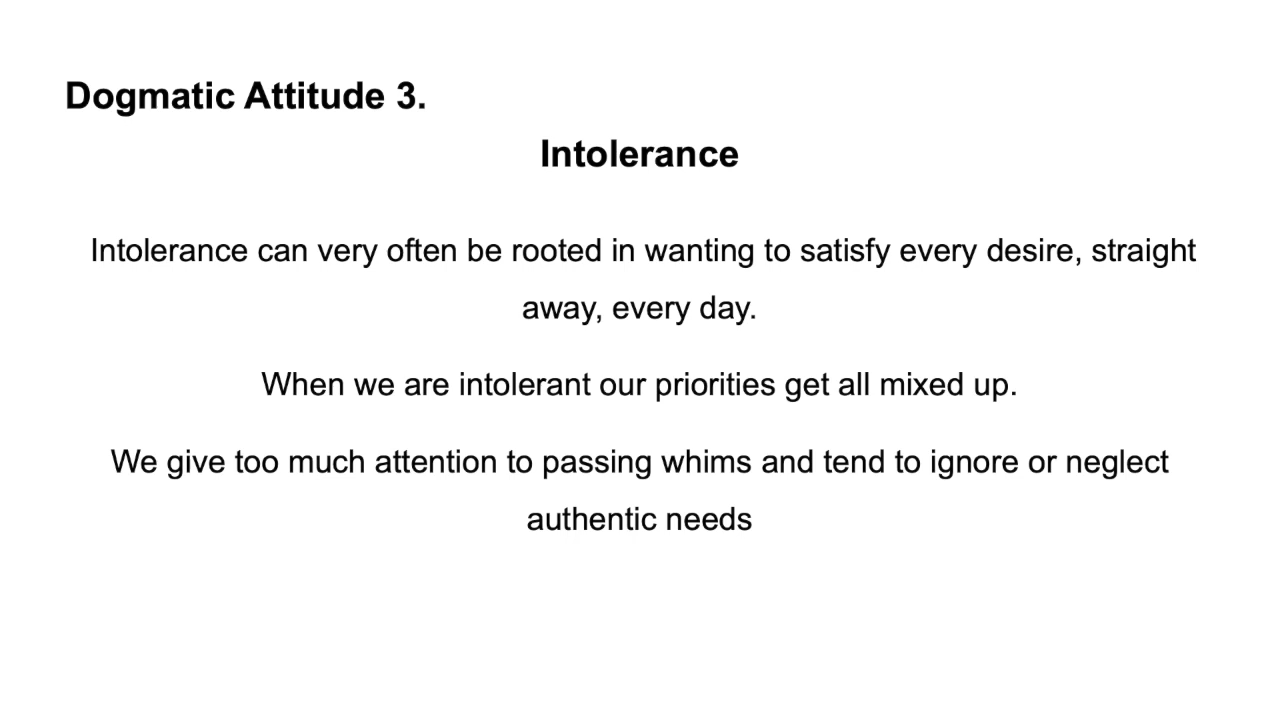 Dogmatic Attitude 3.
Intolerance
Intolerance can very often be rooted in wanting to satisfy every desire, straight
away, every day.
When we are intolerant our priorities get all mixed up.
We give too much attention to passing whims and tend to ignore or neglect
authentic needs